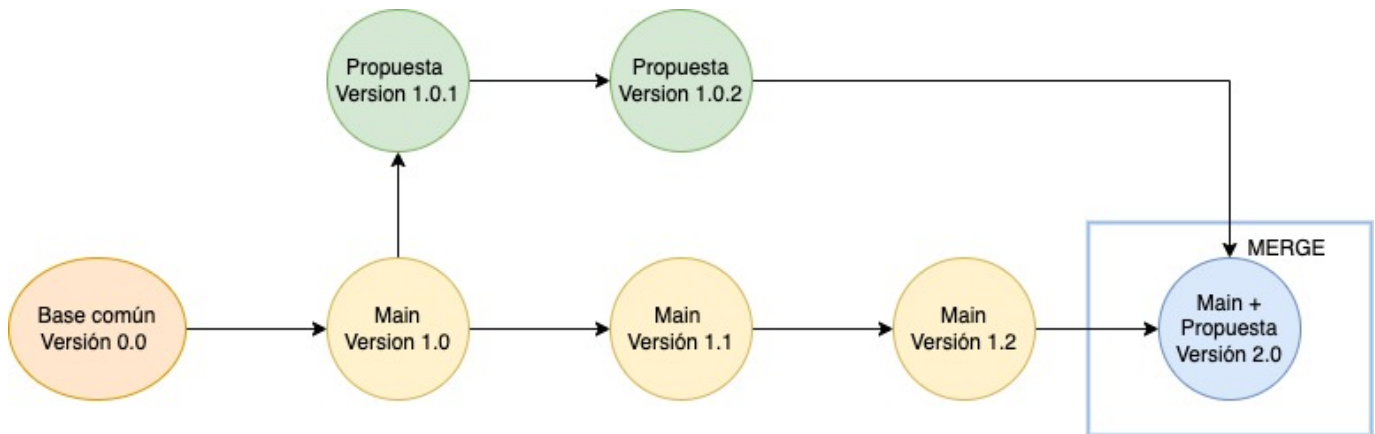 Propuesta
Version 1.0.1
Propuesta
Version 1.0.2
MERGE
Base común
Versión 0.0
Main
Version 1.0
Main
Versión 1.1
Main
Versión 1.2
Main +
Propuesta
Versión 2.0